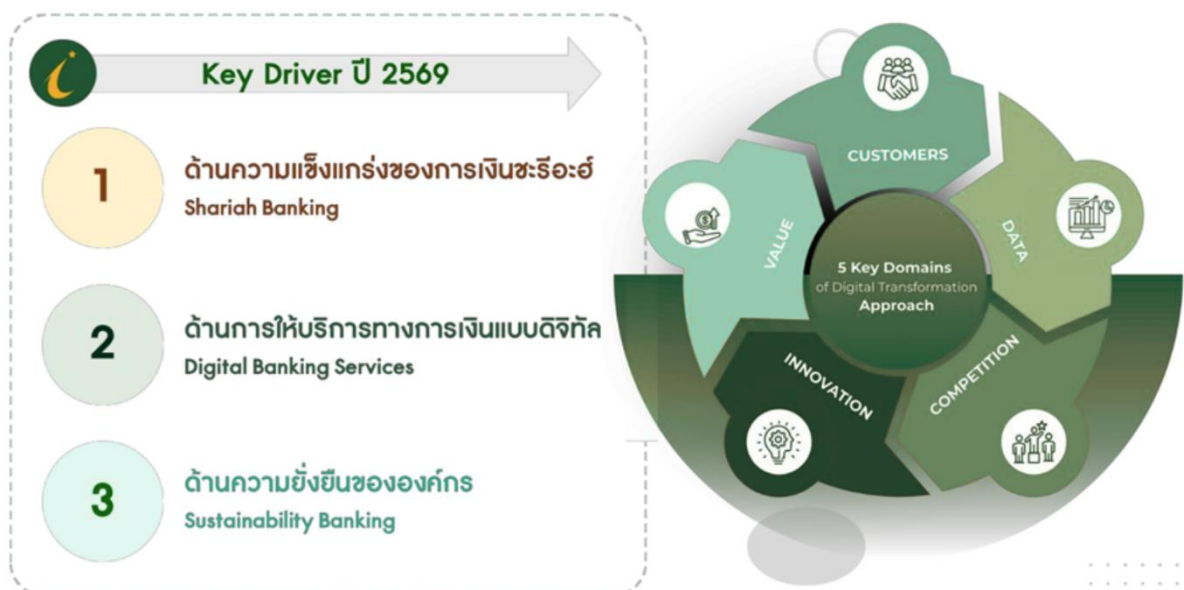 Key Driver ปี 2569
1
ด้านความแข็งแกร่งของการเงินชะรีอะฮ์
Shariah Banking
2
ด้านการให้บริการทางการเงินแบบดิจิทัล
Digital Banking Services
3
ด้านความยั่งยืนขององค์กร
Sustainability Banking
CUSTOMERS
DATA
COMPETITION
INNOVATION
VALUE
5 Key Domains
of Digital Transformation
Approach